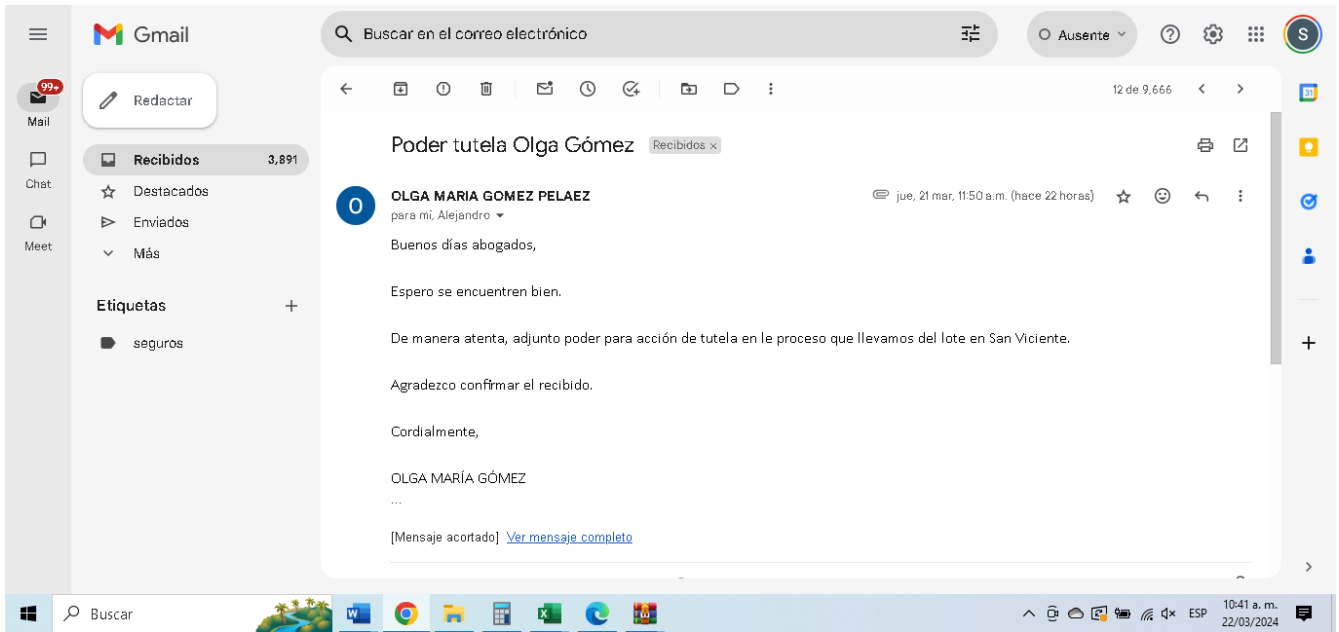 Gmail
Buscar en el correo electrónico
Ausente
S
99+
Mail
Chat
Meet
Redactar
Recibidos 3,891
Destacados
Enviados
Más
Etiquetas
seguros
12 de 9,666
31
Poder tutela Olga Gómez Recibidos x
O
OLGA MARIA GOMEZ PELAEZ jue, 21 mar, 11:50 a.m. (hace 22 horas)
para mí, Alejandro
Buenos días abogados,
Espero se encuentren bien.
De manera atenta, adjunto poder para acción de tutela en le proceso que llevamos del lote en San Viciente.
Agradezco confirmar el recibido.
Cordialmente,
OLGA MARÍA GÓMEZ
...
[Mensaje acortado] Ver mensaje completo
Buscar
ESP
10:41 a. m.
22/03/2024